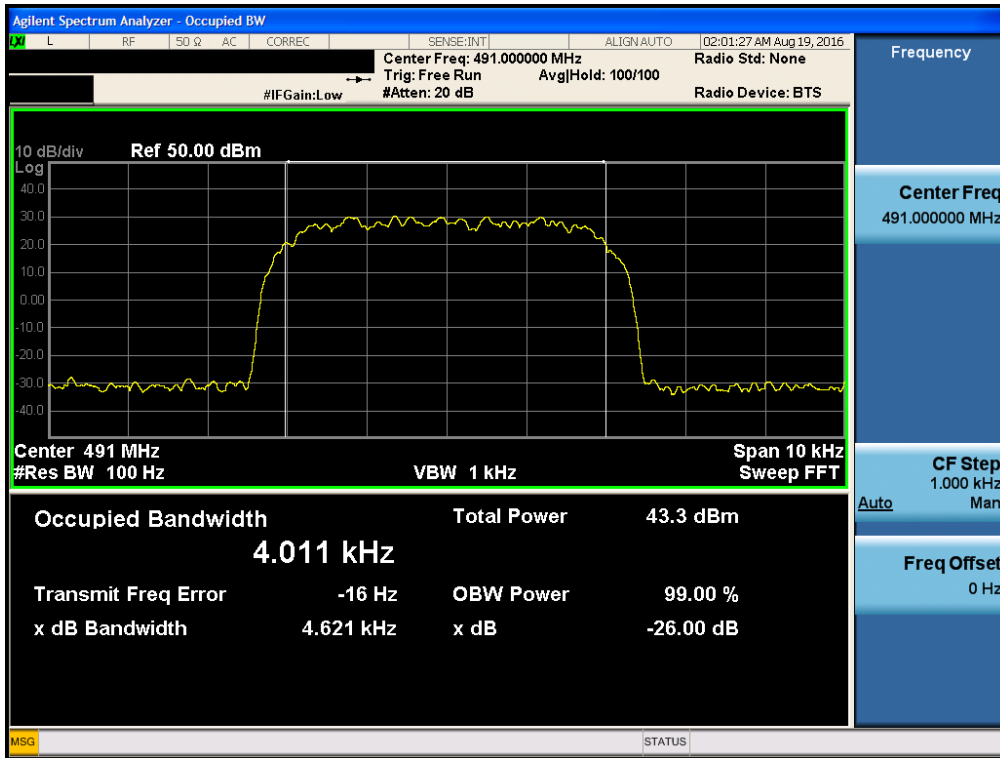 Agilent Spectrum Analyzer - Occupied BW
LXI L RF 50 Ω AC CORREC SENSE:INT ALIGN AUTO 02:01:27 AM Aug 19, 2016
Center Freq: 491.000000 MHz Radio Std: None
Trig: Free Run Avg|Hold: 100/100
#IFGain:Low #Atten: 20 dB Radio Device: BTS
10 dB/div Ref 50.00 dBm
Log
40.0
30.0
20.0
10.0
0.00
-10.0
-20.0
-30.0
-40.0
Center 491 MHz Span 10 kHz
#Res BW 100 Hz VBW 1 kHz Sweep FFT
Occupied Bandwidth Total Power 43.3 dBm
4.011 kHz
Transmit Freq Error -16 Hz OBW Power 99.00 %
x dB Bandwidth 4.621 kHz x dB -26.00 dB
Frequency
Center Freq
491.000000 MHz
CF Step
1.000 kHz
Auto Man
Freq Offset
0 Hz
MSG STATUS